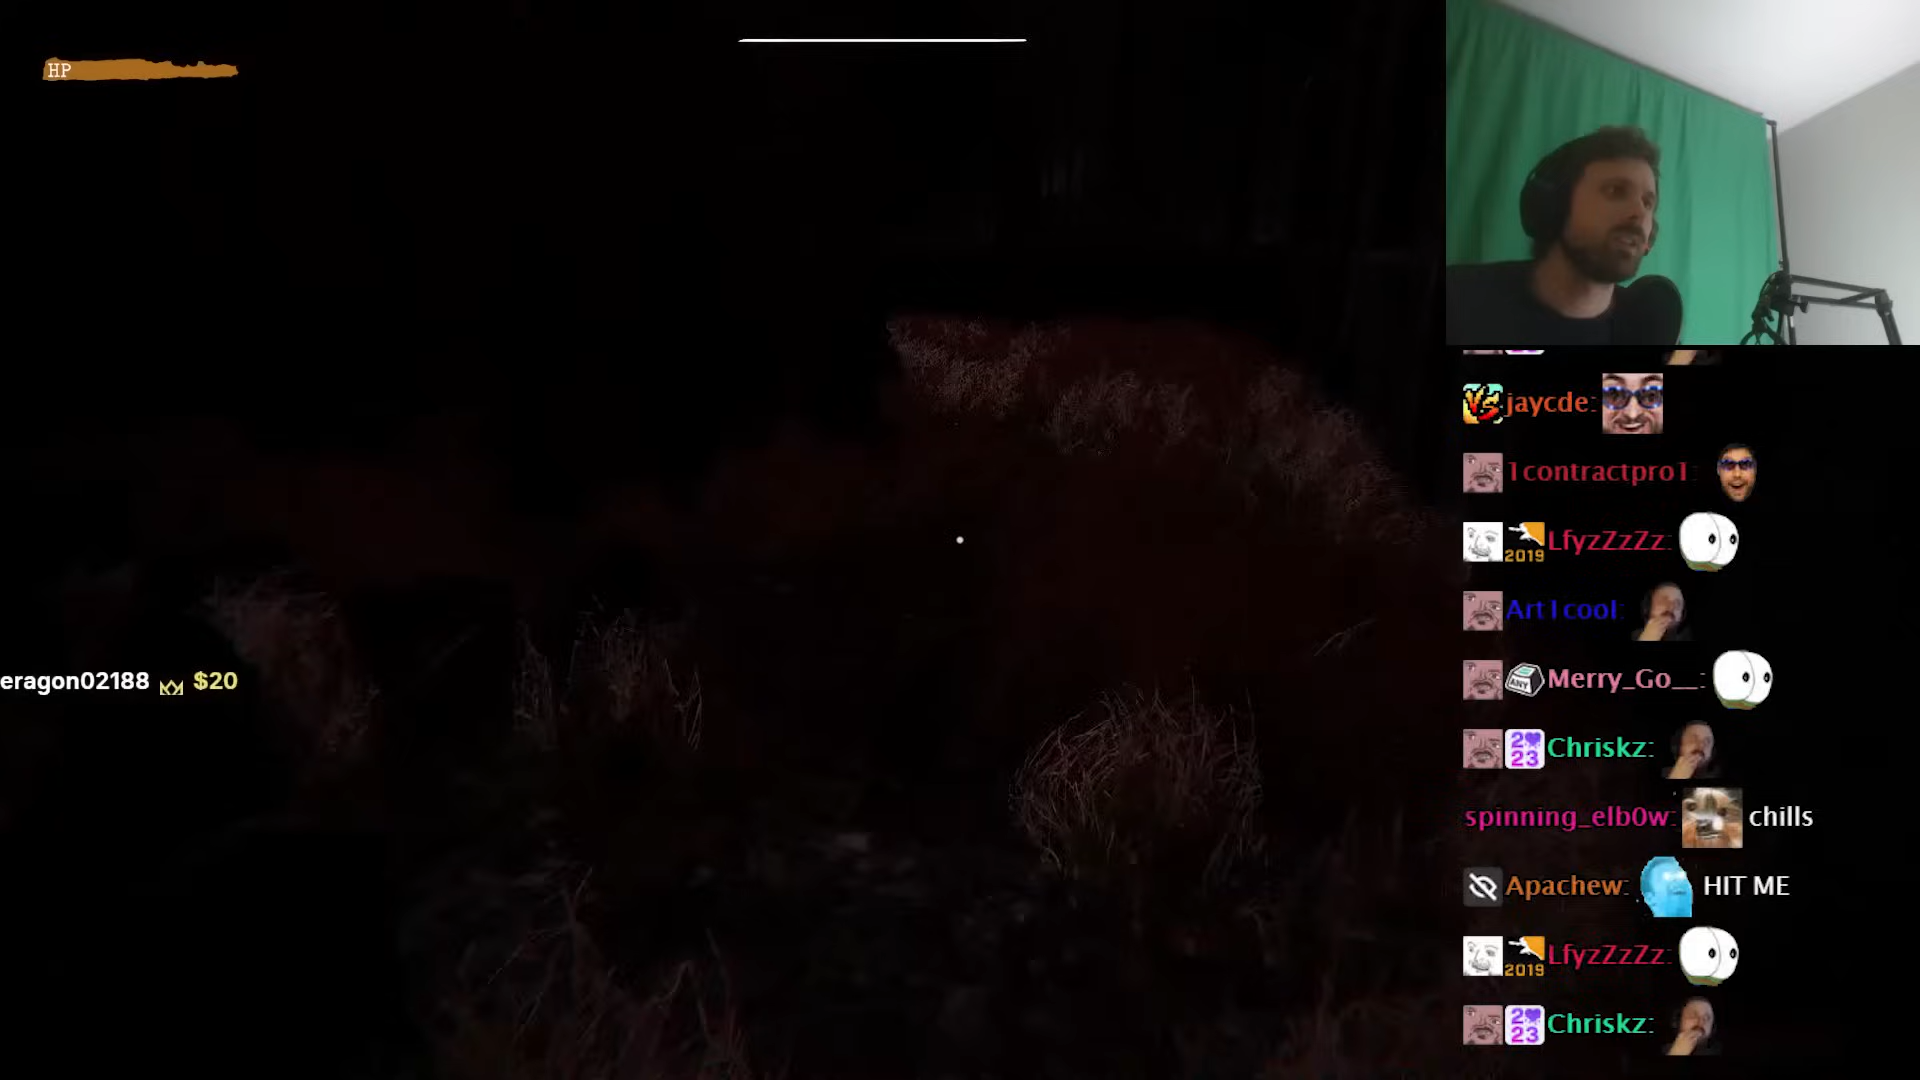 HP
eragon02188 $20
jaycde:
1contractpro1:
2019 LfyzZzZz:
Art1cool:
ANY Merry_Go__:
2023 Chriskz:
spinning_elb0w: chills
Apachew: HIT ME
2019 LfyzZzZz:
2023 Chriskz: